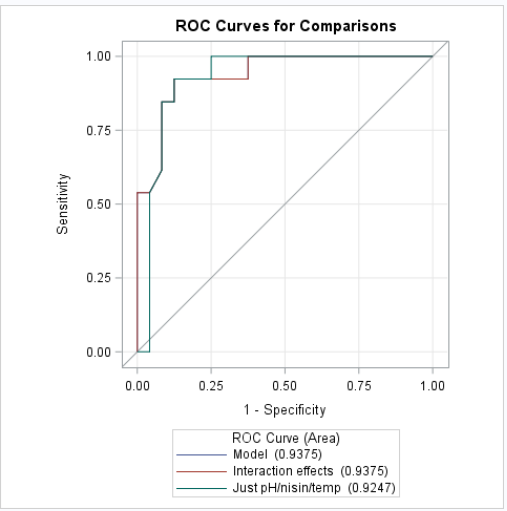 ROC Curves for Comparisons
1.00
0.75
0.50
0.25
0.00
Sensitivity
0.00 0.25 0.50 0.75 1.00
1 - Specificity
ROC Curve (Area)
Model (0.9375)
Interaction effects (0.9375)
Just pH/nisin/temp (0.9247)